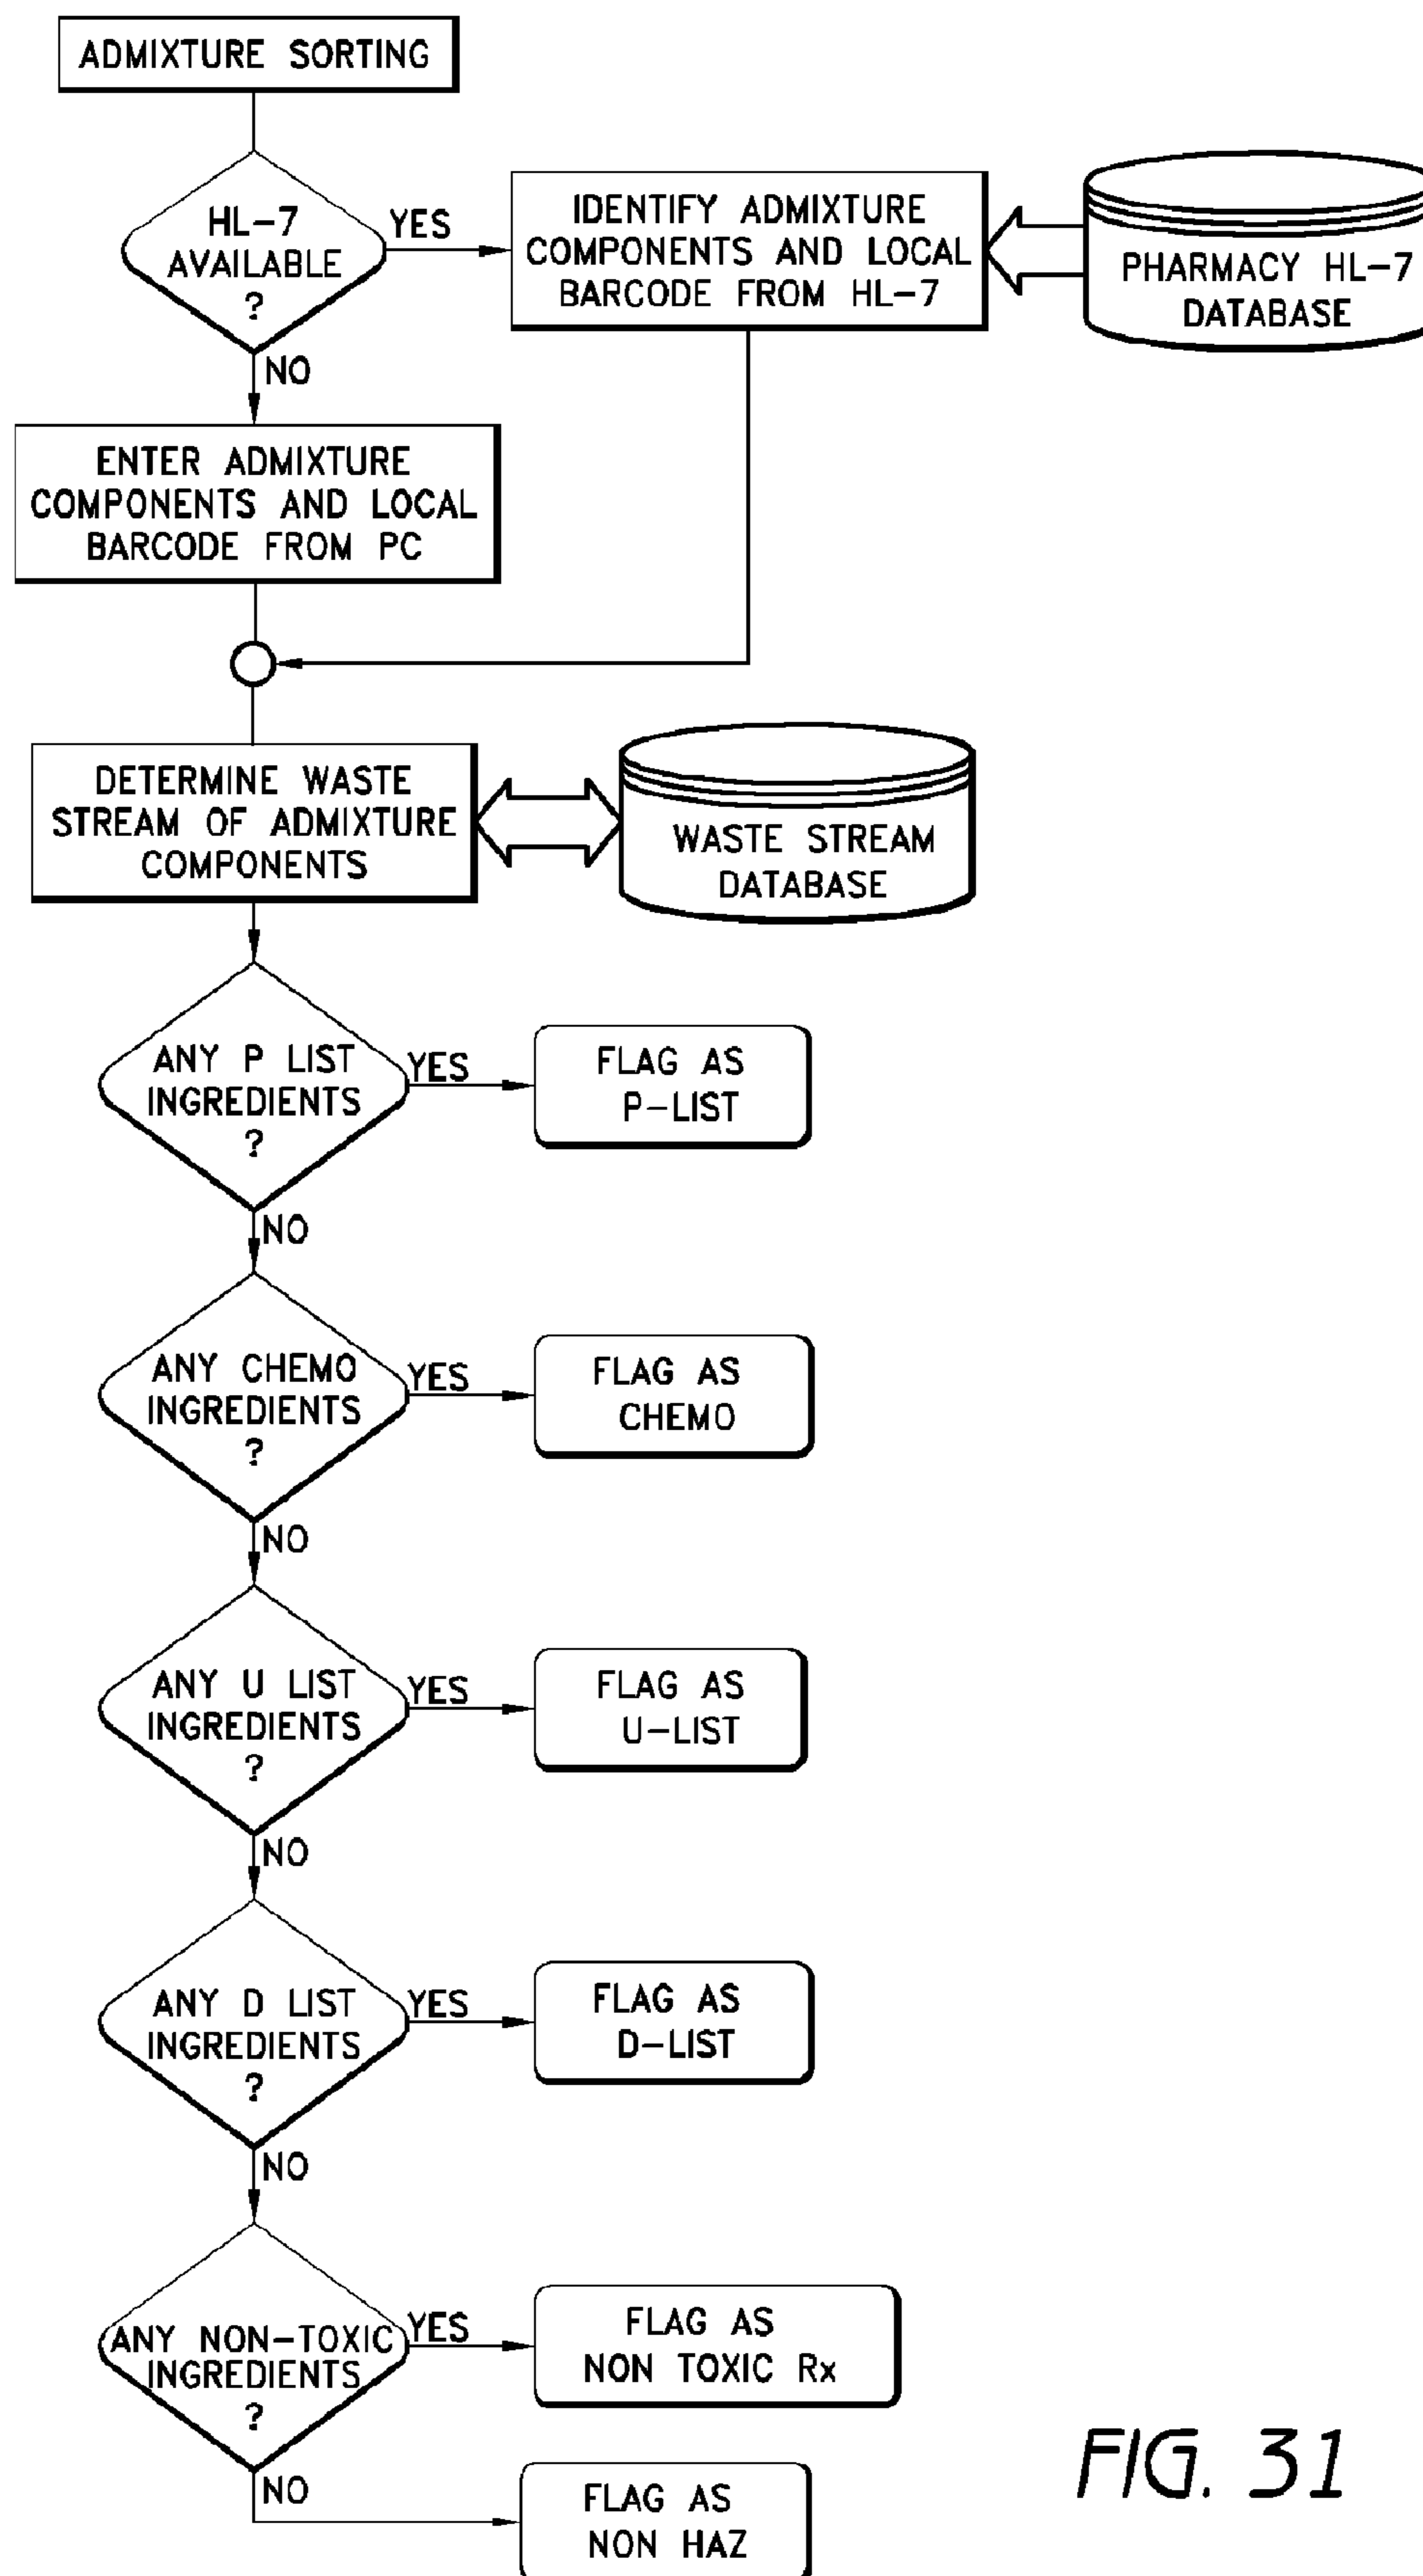 ADMIXTURE SORTING
HL-7
AVAILABLE
?
YES
IDENTIFY ADMIXTURE
COMPONENTS AND LOCAL
BARCODE FROM HL-7
PHARMACY HL-7
DATABASE
NO
ENTER ADMIXTURE
COMPONENTS AND LOCAL
BARCODE FROM PC
DETERMINE WASTE
STREAM OF ADMIXTURE
COMPONENTS
WASTE STREAM
DATABASE
ANY P LIST
INGREDIENTS
?
YES
FLAG AS
P-LIST
NO
ANY CHEMO
INGREDIENTS
?
YES
FLAG AS
CHEMO
NO
ANY U LIST
INGREDIENTS
?
YES
FLAG AS
U-LIST
NO
ANY D LIST
INGREDIENTS
?
YES
FLAG AS
D-LIST
NO
ANY NON-TOXIC
INGREDIENTS
?
YES
FLAG AS
NON TOXIC Rx
NO
FLAG AS
NON HAZ
FIG. 31